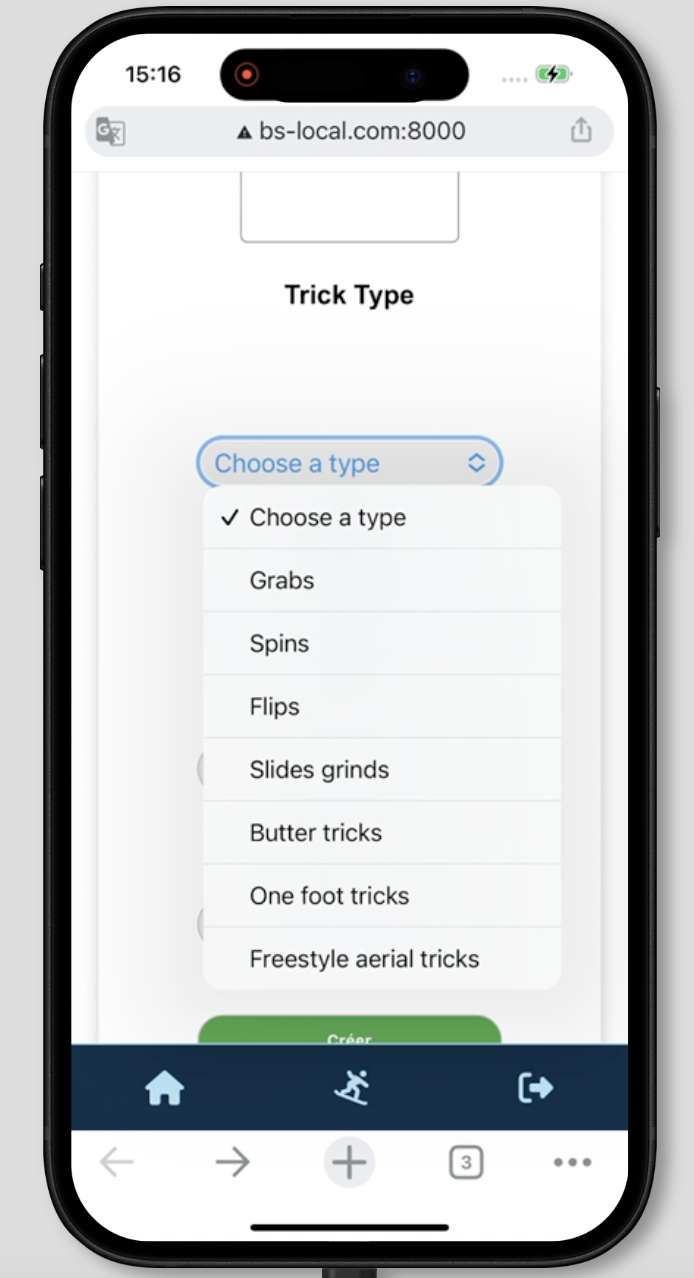 15:16
bs-local.com:8000
Trick Type
Choose a type
✓ Choose a type
Grabs
Spins
Flips
Slides grinds
Butter tricks
One foot tricks
Freestyle aerial tricks
Créer
3